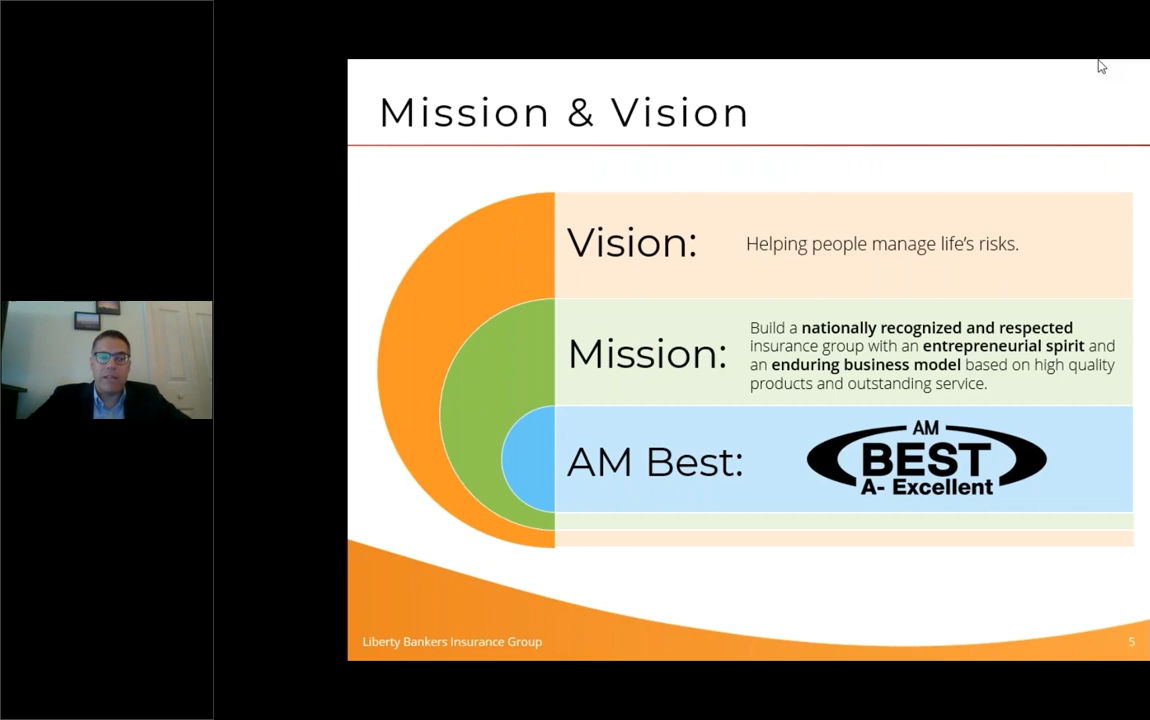 Mission & Vision
Vision:
Helping people manage life's risks.
Mission:
Build a nationally recognized and respected
insurance group with an entrepreneurial spirit and
an enduring business model based on high quality
products and outstanding service.
AM Best:
AM
BEST
A- Excellent
Liberty Bankers Insurance Group
5